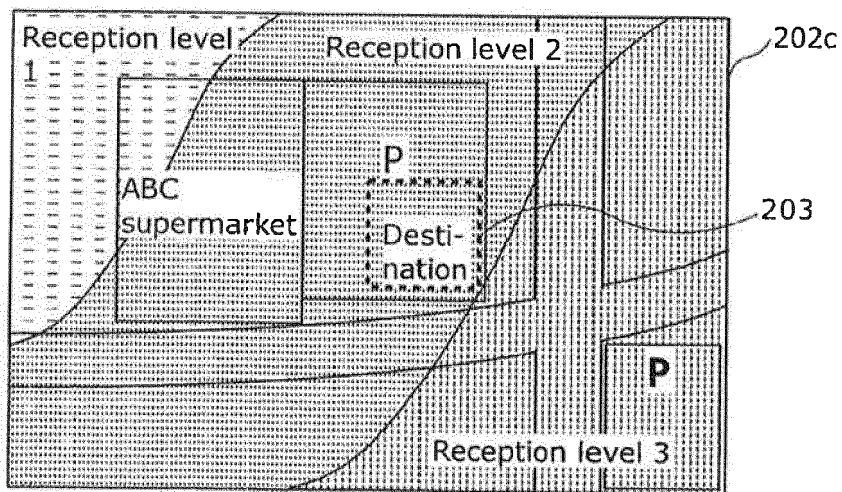 Reception level
1
Reception level 2
202c
P
ABC
supermarket
203
Desti-
nation
P
Reception level 3